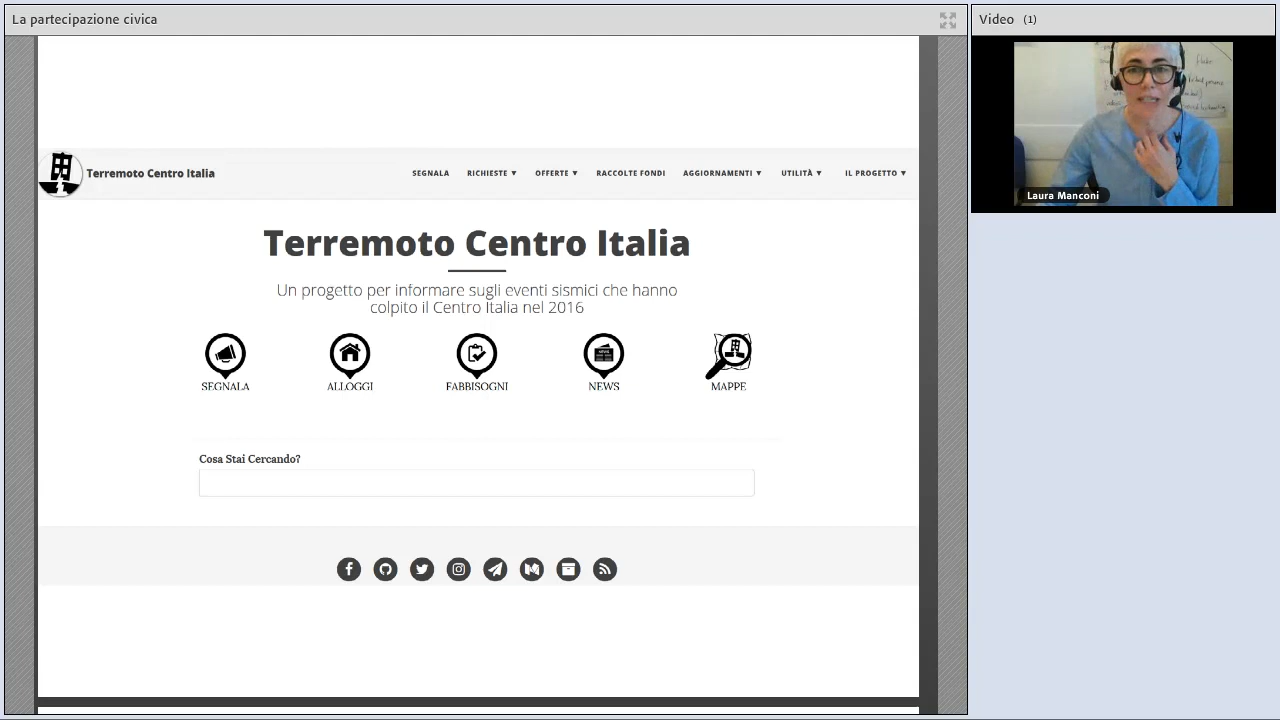 La partecipazione civica
Video (1)
Laura Manconi
Terremoto Centro Italia
SEGNALA RICHIESTE ▼ OFFERTE ▼ RACCOLTE FONDI AGGIORNAMENTI ▼ UTILITÀ ▼ IL PROGETTO ▼
Terremoto Centro Italia
Un progetto per informare sugli eventi sismici che hanno
colpito il Centro Italia nel 2016
SEGNALA ALLOGGI FABBISOGNI NEWS MAPPE
Cosa Stai Cercando?